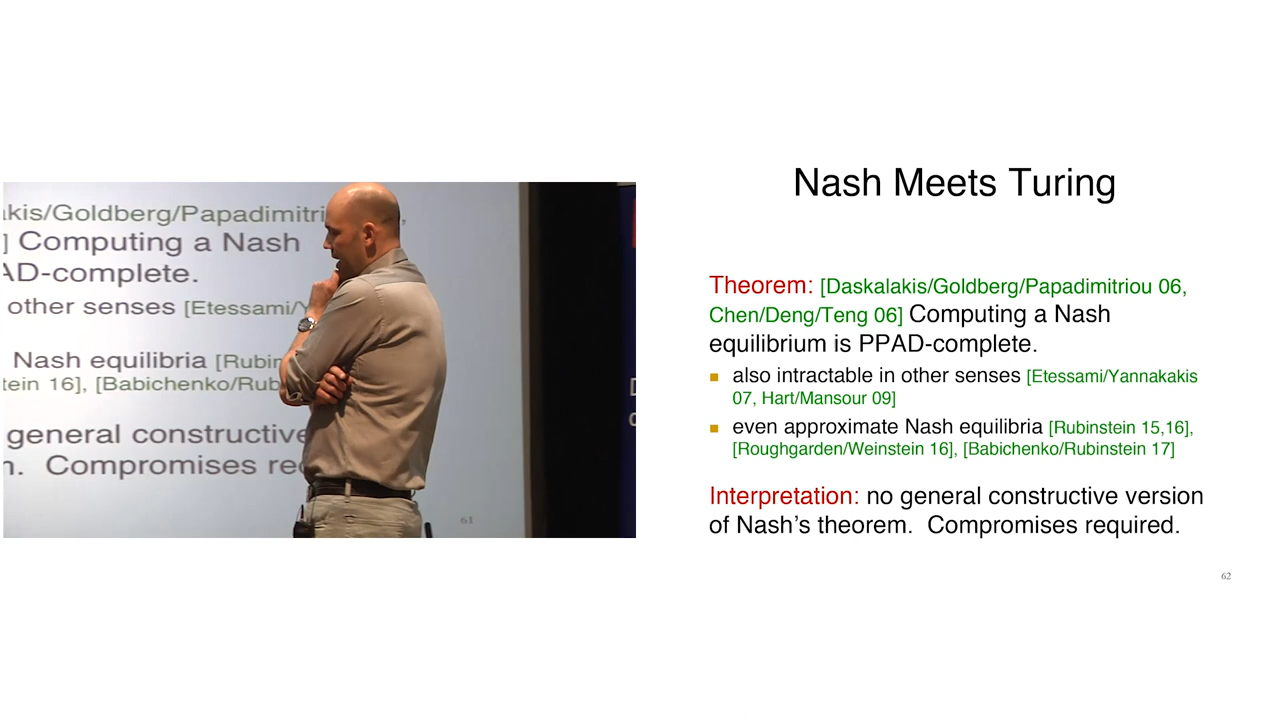 akis/Goldberg/Papadimitri
] Computing a Nash
PAD-complete.
other senses [Etessami/Y
Nash equilibria [Rubin
tein 16], [Babichenko/Rub
general constructive
n. Compromises rec
61
Nash Meets Turing
Theorem: [Daskalakis/Goldberg/Papadimitriou 06,
Chen/Deng/Teng 06] Computing a Nash
equilibrium is PPAD-complete.
■ also intractable in other senses [Etessami/Yannakakis
07, Hart/Mansour 09]
■ even approximate Nash equilibria [Rubinstein 15,16],
[Roughgarden/Weinstein 16], [Babichenko/Rubinstein 17]
Interpretation: no general constructive version
of Nash's theorem. Compromises required.
62